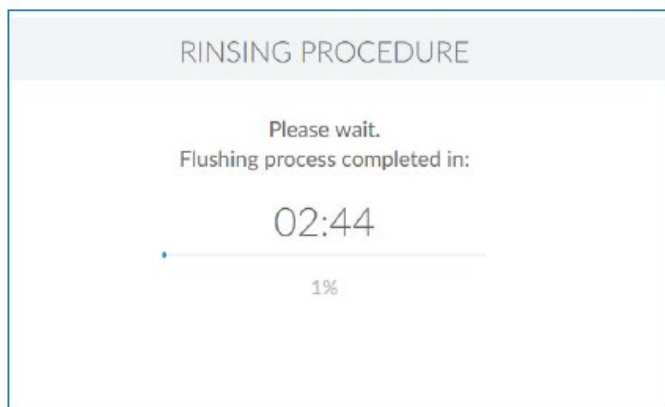 RINSING PROCEDURE
Please wait.
Flushing process completed in:
02:44
1%